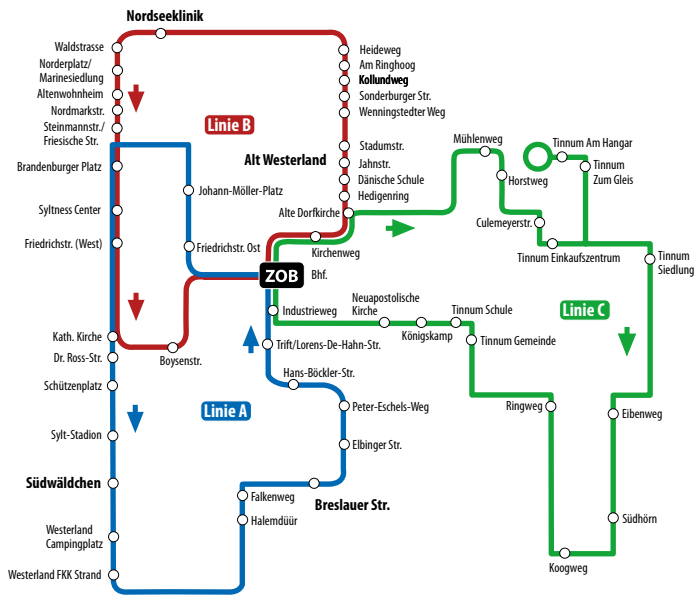 Nordseeklinik
Waldstrasse
Norderplatz/
Marinesiedlung
Altenwohnheim
Nordmarkstr.
Steinmannstr./
Friesische Str.
Brandenburger Platz
Syltness Center
Friedrichstr. (West)
Kath. Kirche
Dr. Ross-Str.
Schützenplatz
Sylt-Stadion
Südwäldchen
Westerland
Campingplatz
Westerland FKK Strand
Linie B
Alt Westerland
Johann-Möller-Platz
Friedrichstr. Ost
Boysenstr.
Linie A
Heideweg
Am Ringhoog
Kollundweg
Sonderburger Str.
Wenningstedter Weg
Stadumstr.
Jahnstr.
Dänische Schule
Hedigenring
Alte Dorfkirche
Kirchenweg
ZOB
Bhf.
Industrieweg
Trift/Lorens-De-Hahn-Str.
Hans-Böckler-Str.
Peter-Eschels-Weg
Elbinger Str.
Breslauer Str.
Falkenweg
Halemdüür
Mühlenweg
Horstweg
Culemeyerstr.
Tinnum Am Hangar
Tinnum
Zum Gleis
Tinnum Einkaufszentrum
Tinnum
Siedlung
Linie C
Neuapostolische
Kirche
Königskamp
Tinnum Schule
Tinnum Gemeinde
Ringweg
Eibenweg
Südhörn
Koogweg